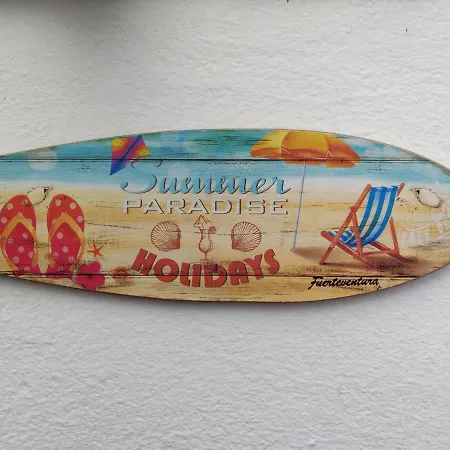 Summer
PARADISE
HOLIDAYS
Fuerteventura